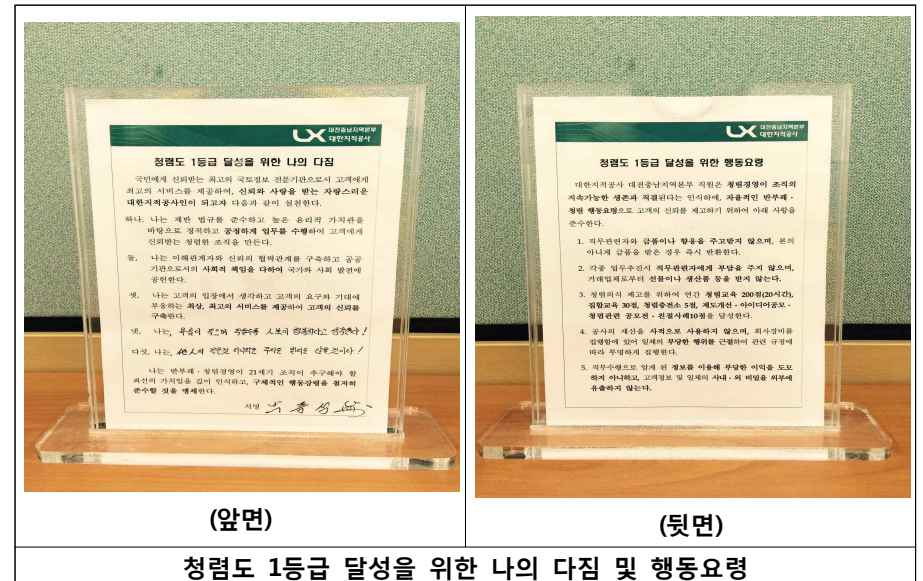 대전충남지역본부
LX 대한지적공사
청렴도 1등급 달성을 위한 나의 다짐
국민에게 신뢰받는 최고의 국토정보 전문기관으로서 고객에게
최고의 서비스를 제공하여, 신뢰와 사랑을 받는 자랑스러운
대한지적공사인이 되고자 다음과 같이 실천한다.
하나, 나는 제반 법규를 준수하고 높은 윤리적 가치관을
바탕으로 정직하고 공정하게 업무를 수행하여 고객에게
신뢰받는 청렴한 조직을 만든다.
둘, 나는 이해관계자와 신뢰의 협력관계를 구축하고 공공
기관으로서의 사회적 책임을 다하여 국가와 사회 발전에
공헌한다.
셋, 나는 고객의 입장에서 생각하고 고객의 요구와 기대에
부응하는 최상, 최고의 서비스를 제공하여 고객의 신뢰를
구축한다.
넷, 나는,
다섯, 나는,
나는 반부패·청렴경영이 21세기 조직이 추구해야 할
최선의 가치임을 깊이 인식하고, 구체적인 행동강령을 철저히
준수할 것을 맹세한다.
서명
(앞면)
대전충남지역본부
LX 대한지적공사
청렴도 1등급 달성을 위한 행동요령
대한지적공사 대전충남지역본부 직원은 청렴경영이 조직의
지속가능한 생존과 직결된다는 인식하에, 자율적인 반부패·
청렴 행동요령으로 고객의 신뢰를 제고하기 위하여 아래 사항을
준수한다.
1. 직무관련자와 금품이나 향응을 주고받지 않으며, 본의
아니게 금품을 받은 경우 즉시 반환한다.
2. 각종 업무추진시 직무관련자에게 부담을 주지 않으며,
거래업체로부터 선물이나 생산품 등을 받지 않는다.
3. 청렴의식 제고를 위하여 연간 청렴교육 200점(20시간),
집합교육 30점, 청렴충전소 5점, 제도개선·아이디어공모·
청렴관련 공모전·친절사례10점을 달성한다.
4. 공사의 재산을 사적으로 사용하지 않으며, 회사경비를
집행함에 있어 일체의 부당한 행위를 근절하며 관련 규정에
따라 투명하게 집행한다.
5. 직무수행으로 알게 된 정보를 이용해 부당한 이익을 도모
하지 아니하고, 고객정보 및 일체의 사내·외 비밀을 외부에
유출하지 않는다.
(뒷면)
청렴도 1등급 달성을 위한 나의 다짐 및 행동요령